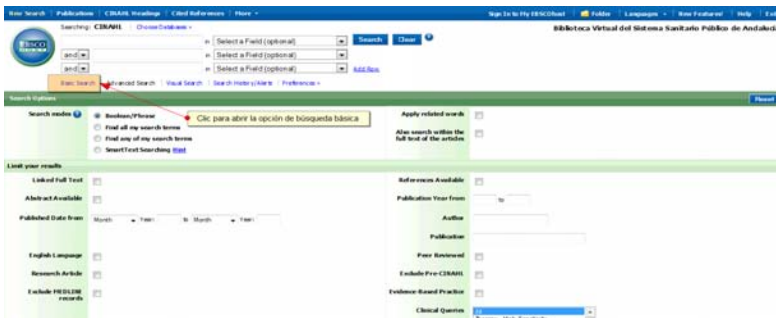 New Search Publications CINAHL Headings Cited References More Sign In to My EBSCOhost Folder Languages New Features! Help
Searching: CINAHL Choose Databases Biblioteca Virtual del Sistema Sanitario Público de Andalucí
EBSCO in Select a Field (optional) Search Clear
and in Select a Field (optional)
and in Select a Field (optional) Add Row
Basic Search Advanced Search Visual Search Search History/Alerts Preferences
Search Options
Search modes Boolean/Phrase
Clic para abrir la opción de búsqueda básica
Find all my search terms
Find any of my search terms
SmartText Searching Hint
Apply related words
Also search within the
full text of the articles
Limit your results
Linked Full Text References Available
Abstract Available Publication Year from to
Published Date from Month Year: to Month Year: Author
Publication
English Language Peer Reviewed
Research Article Exclude Pre-CINAHL
Exclude MEDLINE
records
Evidence-Based Practice
Clinical Queries All